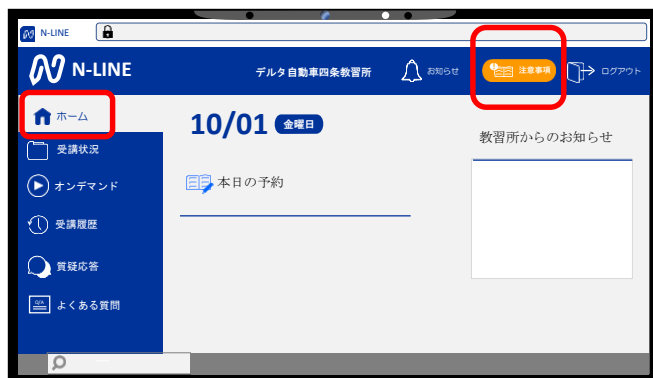 N-LINE
N-LINE
デルタ自動車四条教習所
お知らせ
注意事項
ログアウト
ホーム
受講状況
オンデマンド
受講履歴
質疑応答
Q/A
よくある質問
10/01 金曜日
本日の予約
教習所からのお知らせ